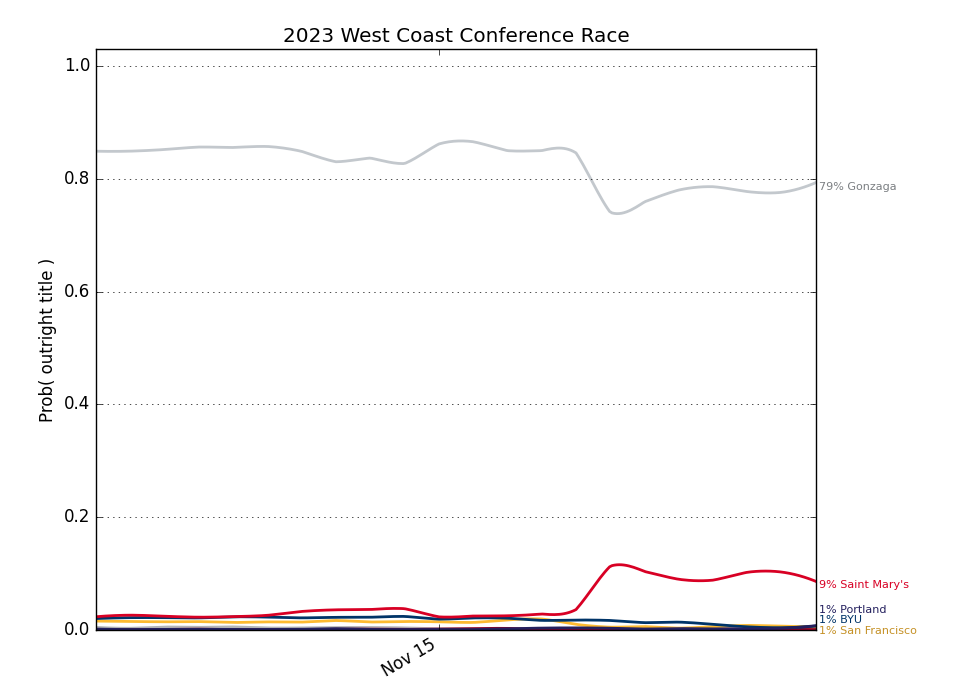 2023 West Coast Conference Race
Prob( outright title )
1.0
0.8
0.6
0.4
0.2
0.0
Nov 15
79% Gonzaga
9% Saint Mary's
1% Portland
1% BYU
1% San Francisco